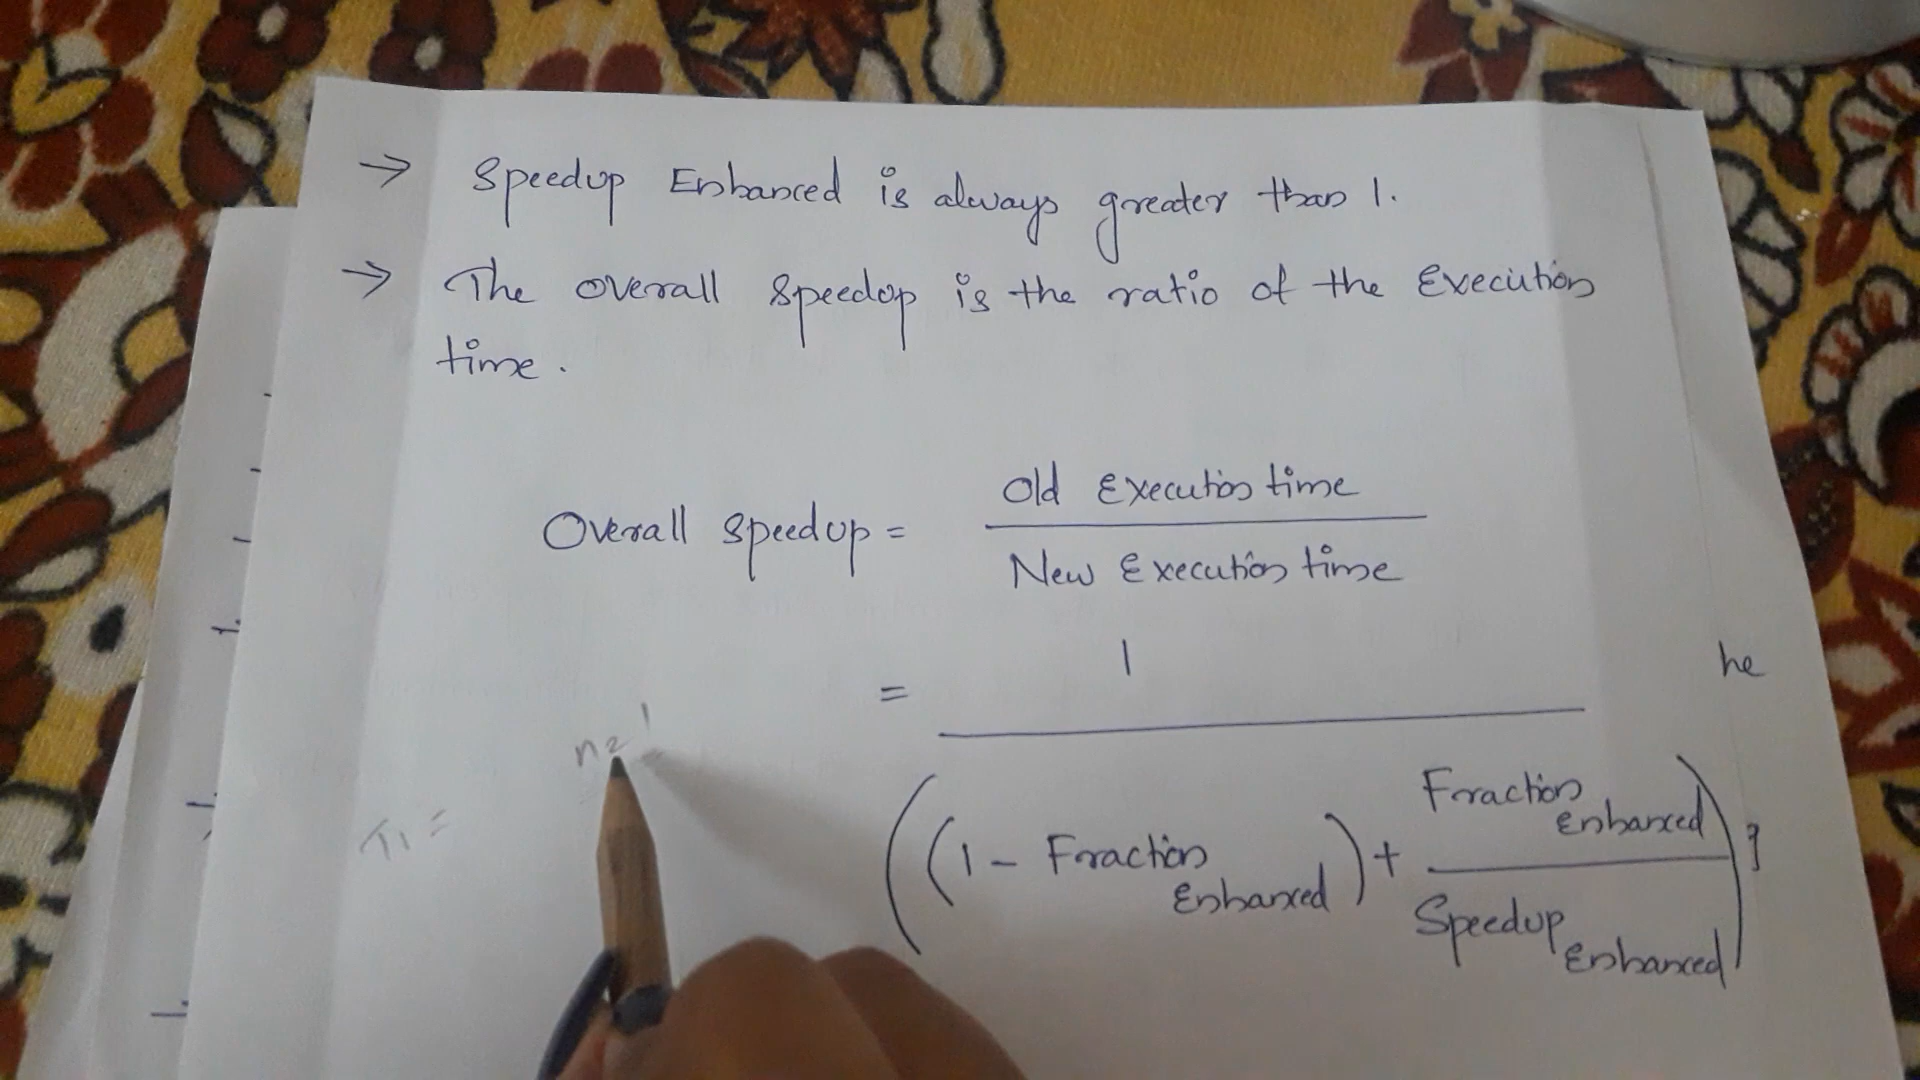 → Speedup Enhanced is always greater than 1.
→ The overall Speedup is the ratio of the Execution
time.
Overall Speedup = Old Execution time
New Execution time
= 1
he
((1 - Fraction Enhanced) + Fraction Enhanced
Speedup Enhanced)